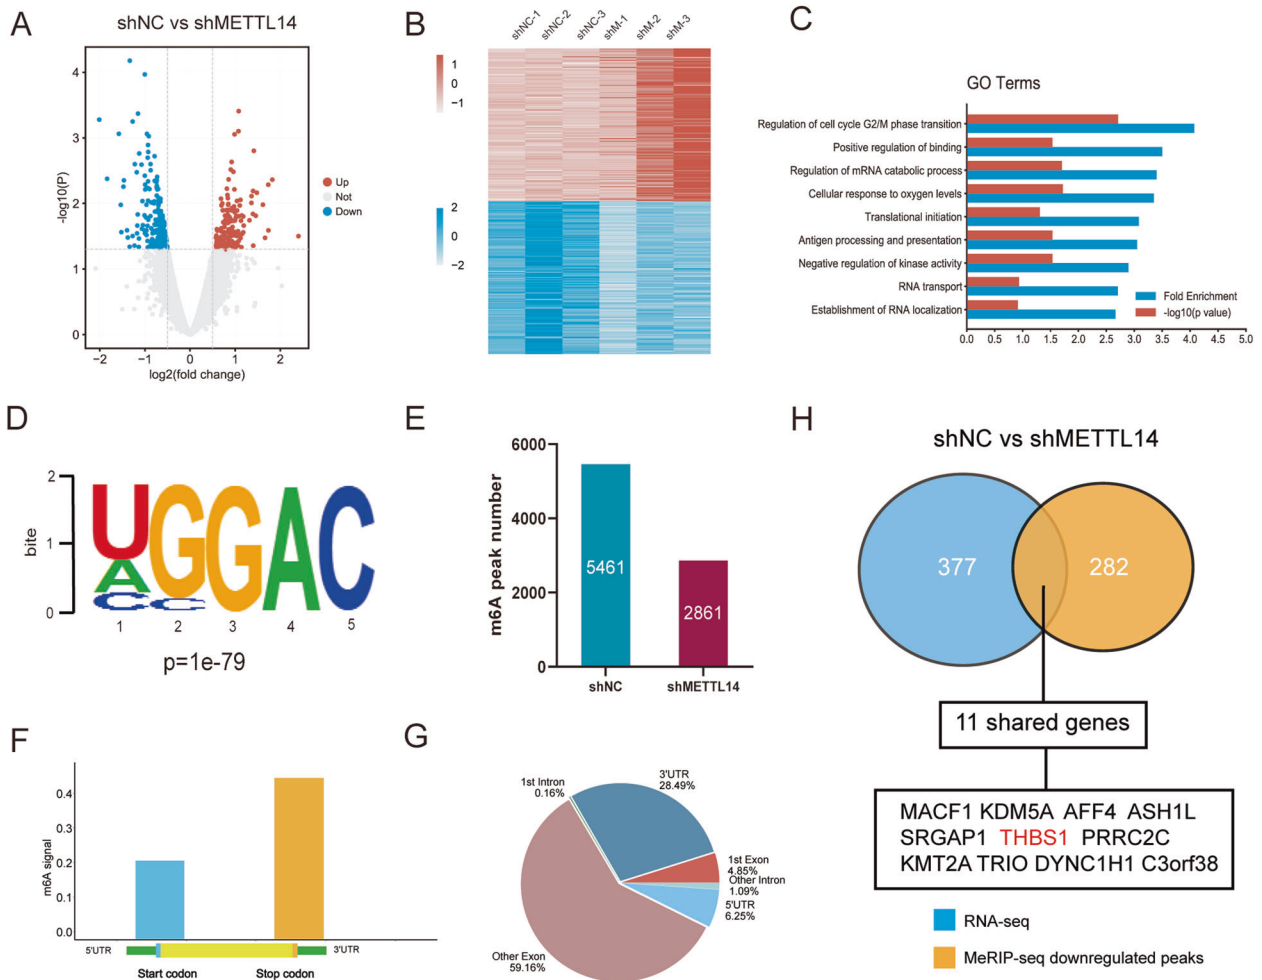 A
shNC vs shMETTL14
-log10(P)
4
3
2
1
0
−2
−1
0
1
2
log2(fold change)
Up
Not
Down
B
shNC-1
shNC-2
shNC-3
shM-1
shM-2
shM-3
1
0
−1
2
0
−2
C
GO Terms
Regulation of cell cycle G2/M phase transition
Positive regulation of binding
Regulation of mRNA catabolic process
Cellular response to oxygen levels
Translational initiation
Antigen processing and presentation
Negative regulation of kinase activity
RNA transport
Establishment of RNA localization
Fold Enrichment
-log10(p value)
0.0 0.5 1.0 1.5 2.0 2.5 3.0 3.5 4.0 4.5 5.0
D
bite
2
1
0
U
A
C
G
C
G
A
C
1 2 3 4 5
p=1e-79
E
m6A peak number
6000
4000
2000
0
5461
2861
shNC
shMETTL14
F
m6A signal
0.4
0.3
0.2
0.1
0.0
5'UTR
3'UTR
Start codon
Stop codon
G
1st Intron
0.16%
3'UTR
28.49%
1st Exon
4.85%
Other Intron
1.09%
5'UTR
6.25%
Other Exon
59.16%
H
shNC vs shMETTL14
377
282
11 shared genes
MACF1 KDM5A AFF4 ASH1L
SRGAP1 THBS1 PRRC2C
KMT2A TRIO DYNC1H1 C3orf38
RNA-seq
MeRIP-seq downregulated peaks